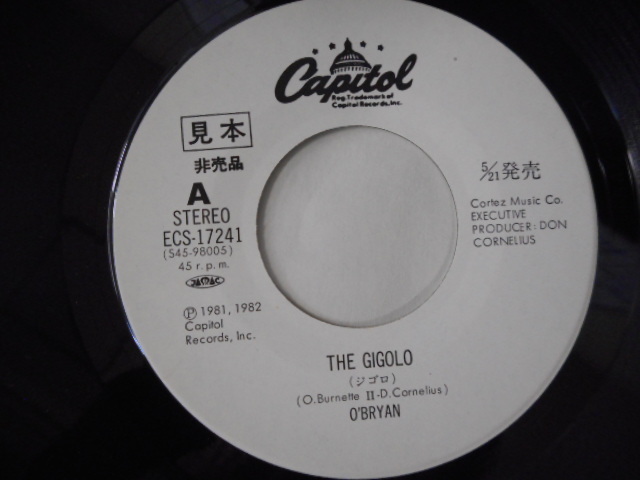 Capitol
Reg. Trademark of
Capitol Records, Inc.
見本
非売品
A
STEREO
ECS-17241
(S45-98005)
45 r.p.m.
JASRAC
Ⓟ 1981, 1982
Capitol
Records, Inc.
5/21発売
Cortez Music Co.
EXECUTIVE
PRODUCER: DON
CORNELIUS
THE GIGOLO
(ジゴロ)
(O.Burnette II-D.Cornelius)
O'BRYAN